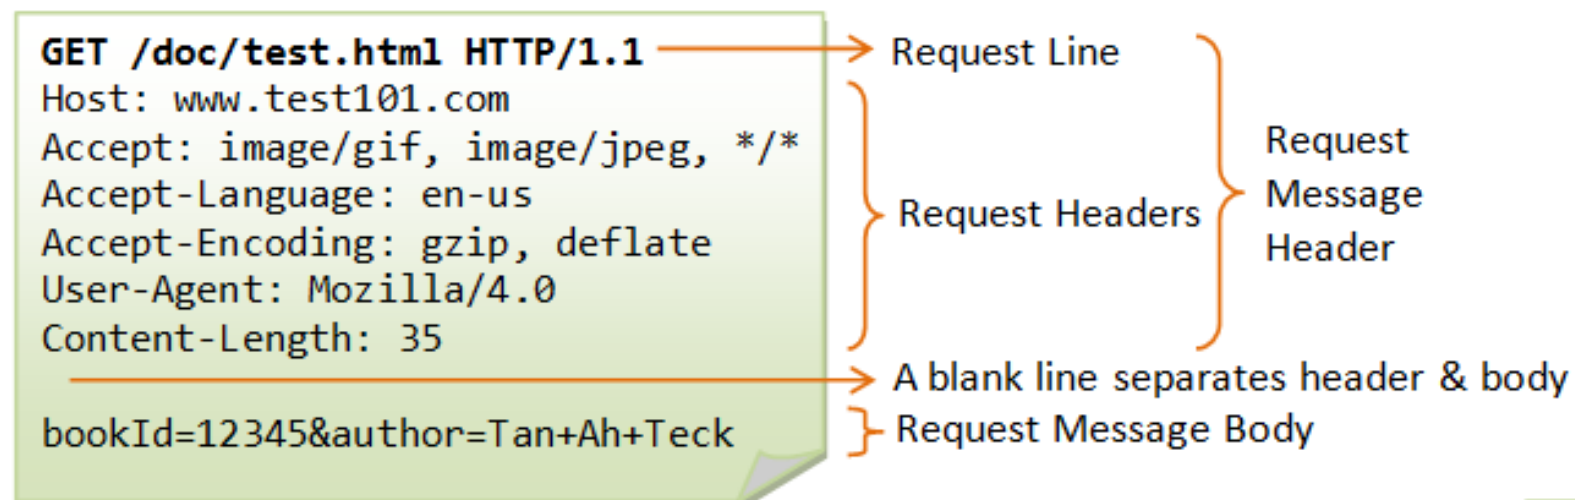 GET /doc/test.html HTTP/1.1
Host: www.test101.com
Accept: image/gif, image/jpeg, */*
Accept-Language: en-us
Accept-Encoding: gzip, deflate
User-Agent: Mozilla/4.0
Content-Length: 35
bookId=12345&author=Tan+Ah+Teck
Request Line
Request Headers
Request
Message
Header
A blank line separates header & body
Request Message Body